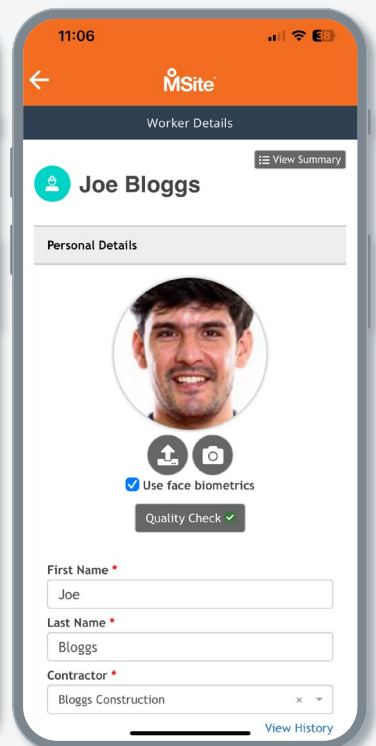 11:06
38
MSite
Worker Details
View Summary
Joe Bloggs
Personal Details
Use face biometrics
Quality Check
First Name *
Joe
Last Name *
Bloggs
Contractor *
Bloggs Construction ×
View History